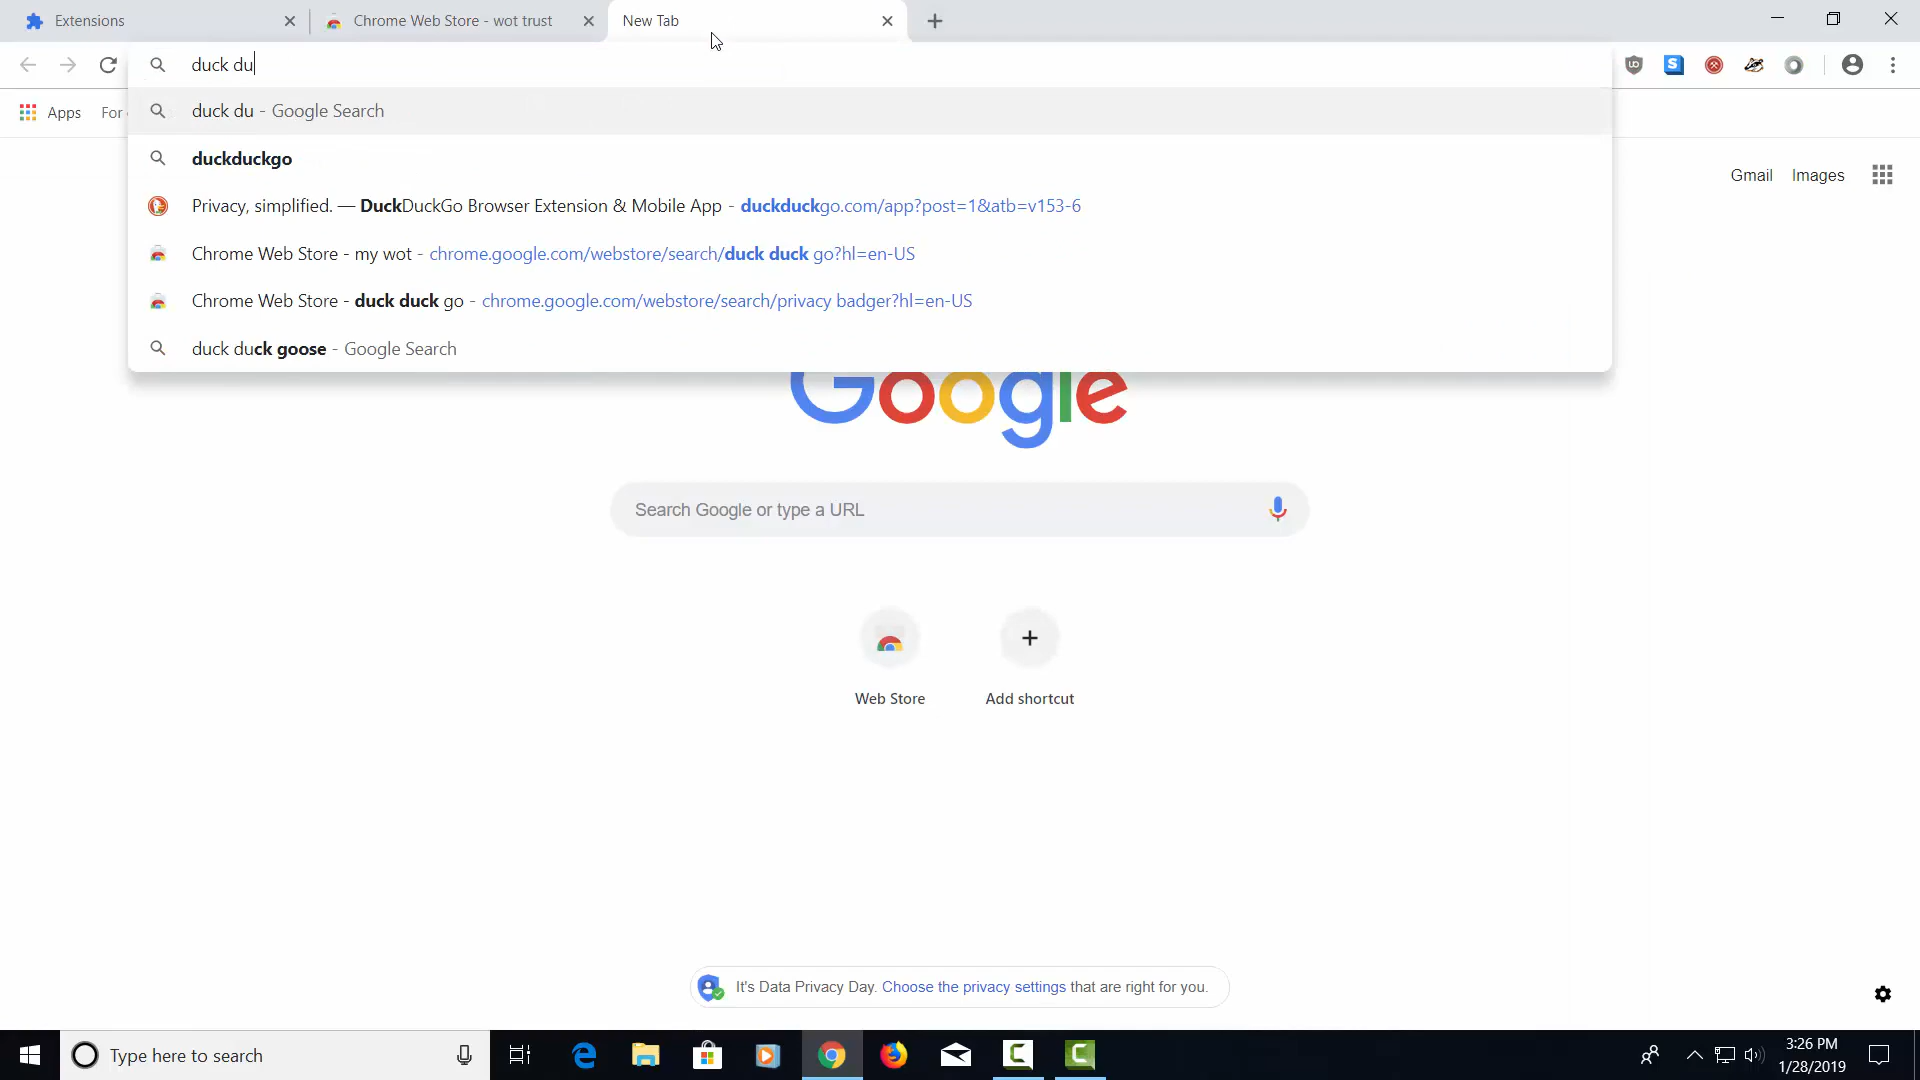 Extensions
Chrome Web Store - wot trust
New Tab
duck du
duck du - Google Search
Apps
For
duckduckgo
Privacy, simplified. — DuckDuckGo Browser Extension & Mobile App - duckduckgo.com/app?post=1&atb=v153-6
Gmail Images
Chrome Web Store - my wot - chrome.google.com/webstore/search/duck duck go?hl=en-US
Chrome Web Store - duck duck go - chrome.google.com/webstore/search/privacy badger?hl=en-US
duck duck goose - Google Search
Google
Search Google or type a URL
Web Store
Add shortcut
It's Data Privacy Day. Choose the privacy settings that are right for you.
Type here to search
3:26 PM
1/28/2019